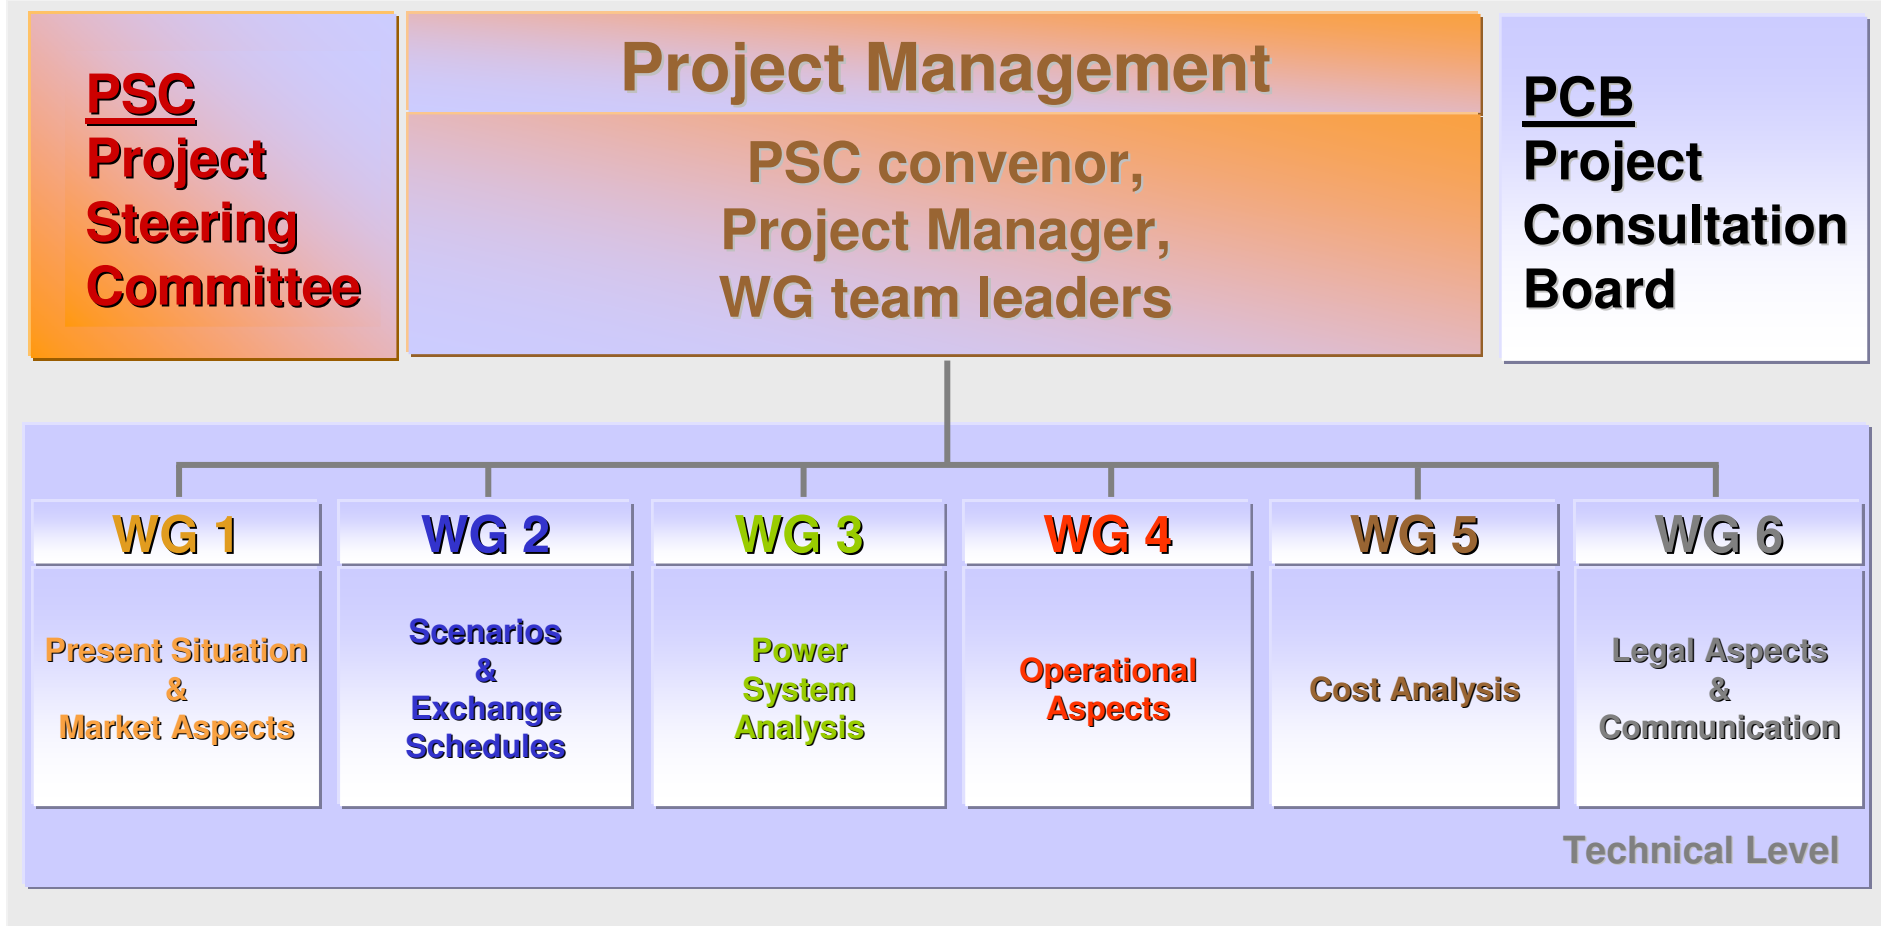 PSC
Project
Steering
Committee
Project Management
PSC convenor,
Project Manager,
WG team leaders
PCB
Project
Consultation
Board
WG 1
Present Situation
&
Market Aspects
WG 2
Scenarios
&
Exchange
Schedules
WG 3
Power
System
Analysis
WG 4
Operational
Aspects
WG 5
Cost Analysis
WG 6
Legal Aspects
&
Communication
Technical Level